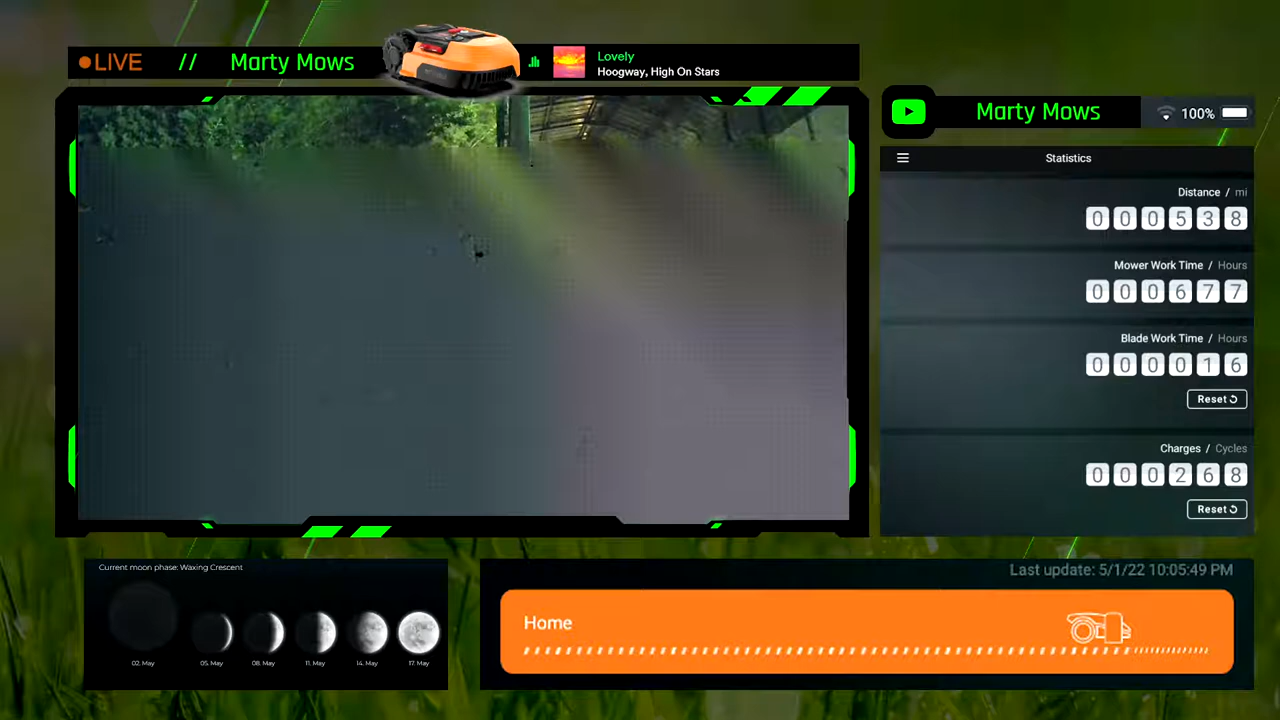 LIVE // Marty Mows
Lovely
Hoogway, High On Stars
Marty Mows
100%
Statistics
Distance / mi
000538
Mower Work Time / Hours
000677
Blade Work Time / Hours
000016
Reset
Charges / Cycles
000268
Reset
Current moon phase: Waxing Crescent
02. May 05. May 08. May 11. May 14. May 17. May
Last update: 5/1/22 10:05:49 PM
Home